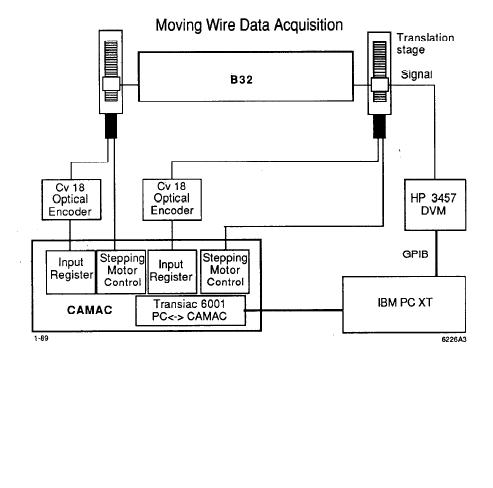 Moving Wire Data Acquisition
Translation
stage
B32
Signal
Cv 18
Optical
Encoder
Cv 18
Optical
Encoder
HP 3457
DVM
GPIB
Input
Register
Stepping
Motor
Control
Input
Register
Stepping
Motor
Control
Transiac 6001
PC<-> CAMAC
CAMAC
IBM PC XT
1-89
6226A3